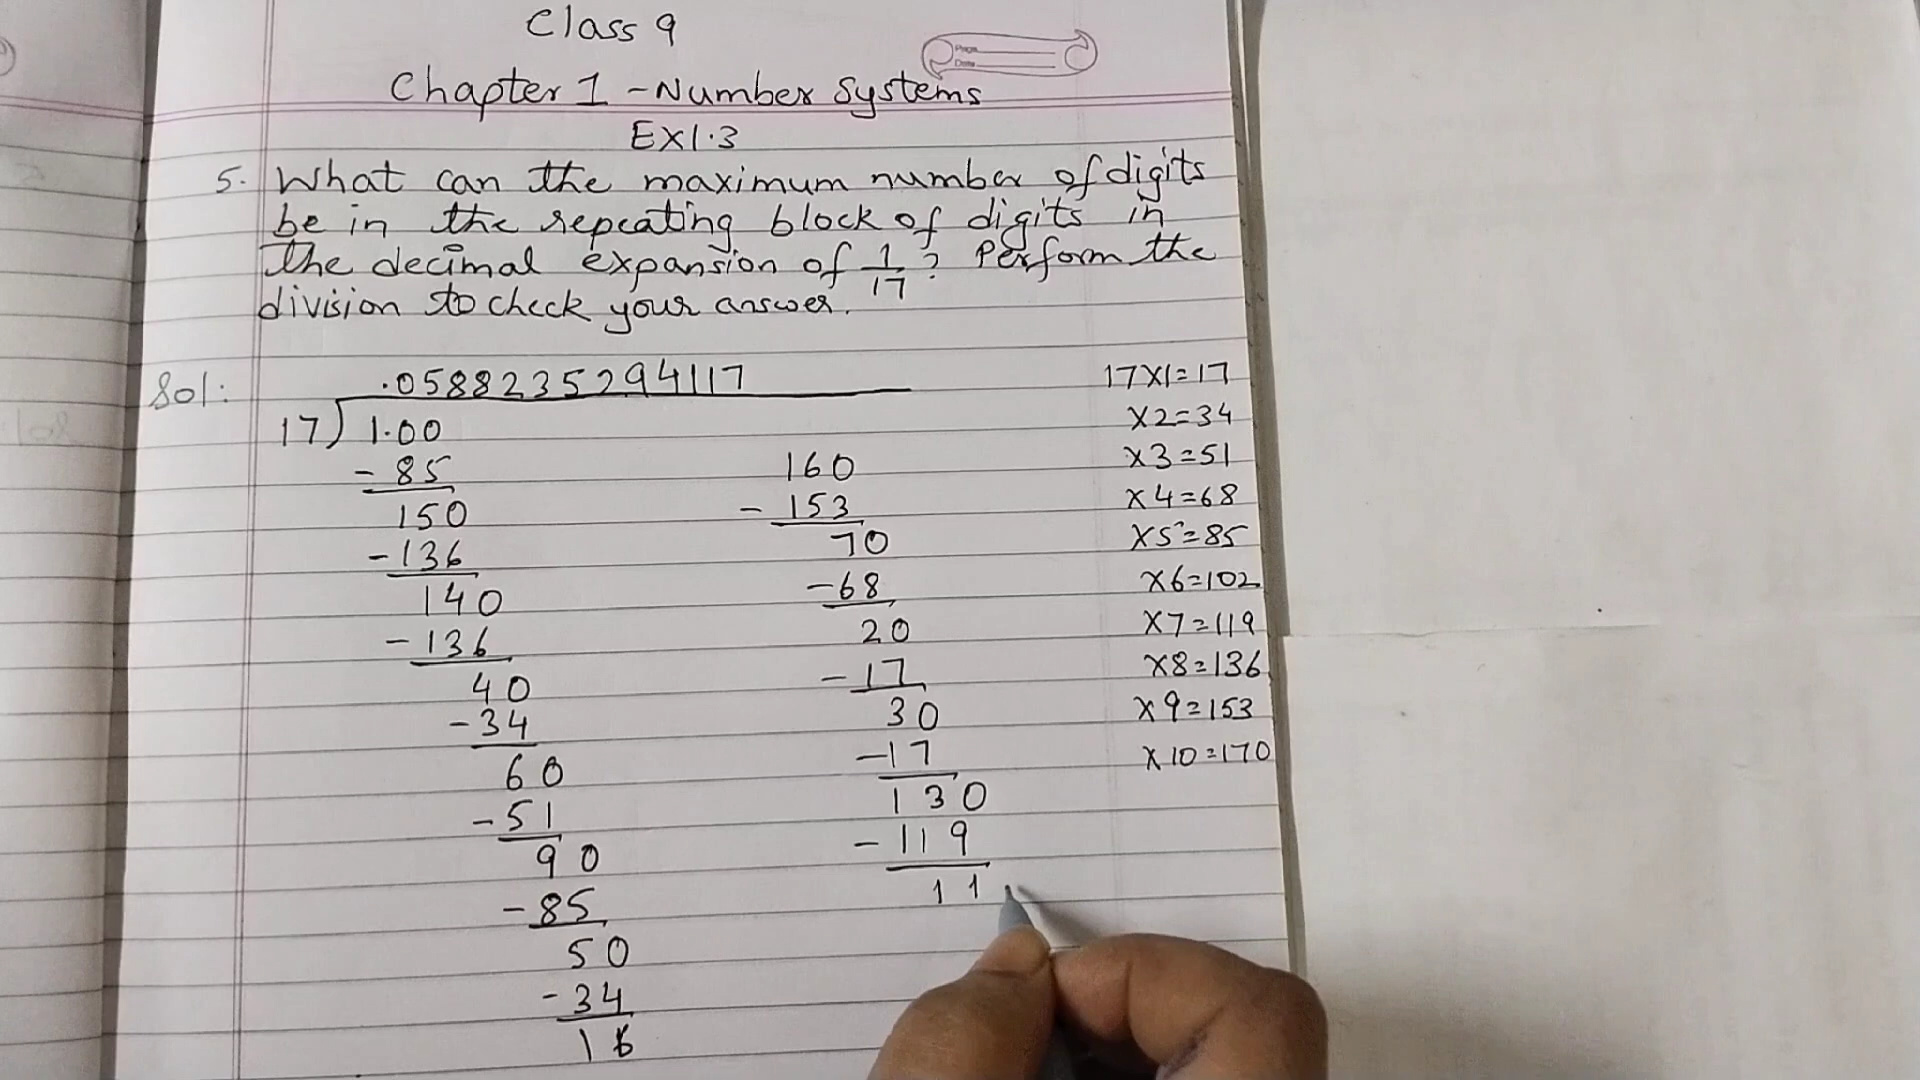 Class 9
Page
Date
Chapter 1 - Number Systems
EX1.3
5. What can the maximum number of digits
be in the repeating block of digits in
the decimal expansion of 1/17? Perform the
division to check your answer.
Sol:
.0588235294117
17) 1.00
- 85
150
- 136
140
- 136
40
- 34
60
- 51
90
- 85
50
- 34
16
160
- 153
70
- 68
20
- 17
30
- 17
130
- 119
11
17X1=17
X2=34
X3=51
X4=68
X5=85
X6=102
X7=119
X8=136
X9=153
X10=170